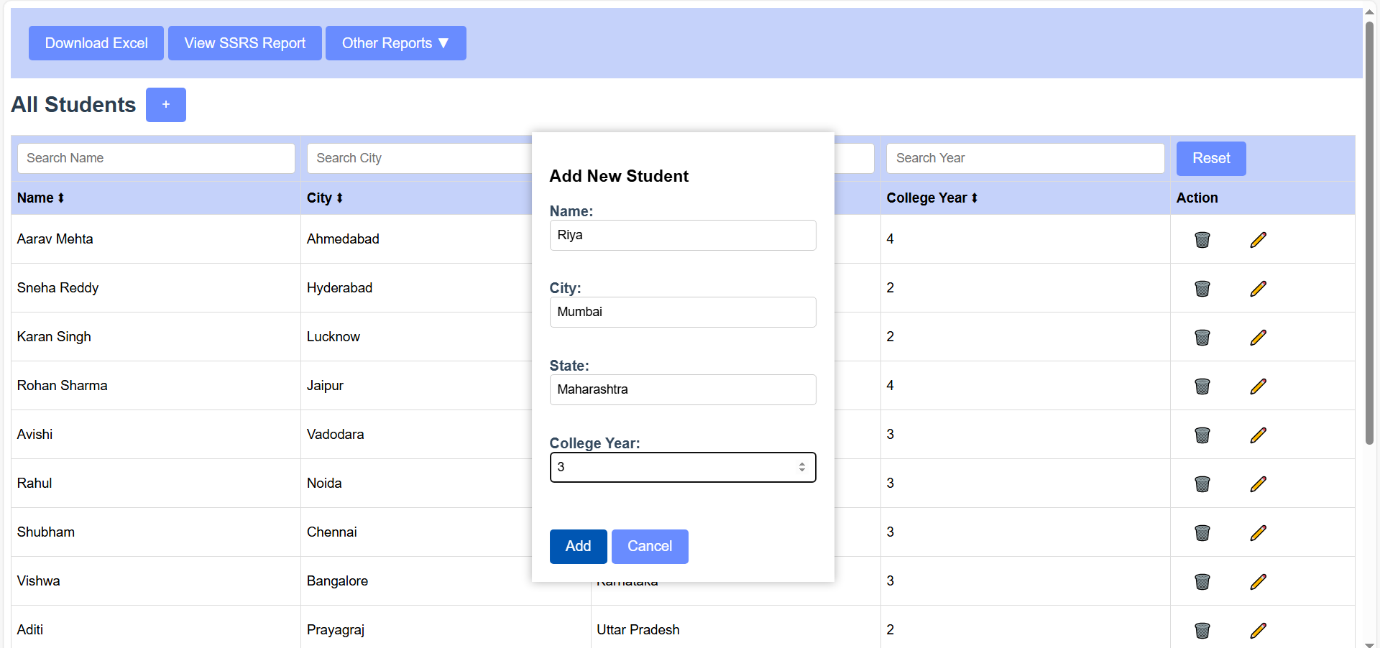 Download Excel View SSRS Report Other Reports ▼
All Students +
Search Name Search City Search Year Reset
Name ⬍ City ⬍ College Year ⬍ Action
Aarav Mehta Ahmedabad 4
Sneha Reddy Hyderabad 2
Karan Singh Lucknow 2
Rohan Sharma Jaipur 4
Avishi Vadodara 3
Rahul Noida 3
Shubham Chennai 3
Vishwa Bangalore Karnataka 3
Aditi Prayagraj Uttar Pradesh 2
Add New Student
Name:
Riya
City:
Mumbai
State:
Maharashtra
College Year:
3
Add Cancel